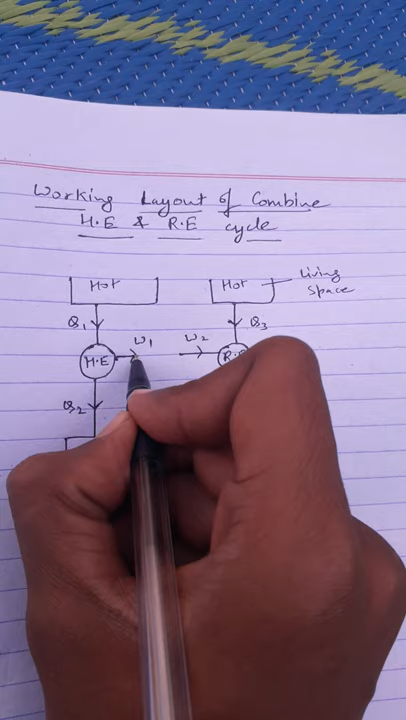 Working Layout of Combine
H.E & R.E cycle
Hot
Hot
Living
Space
Q1
W1
W2
Q3
H.E
R.E
Q2